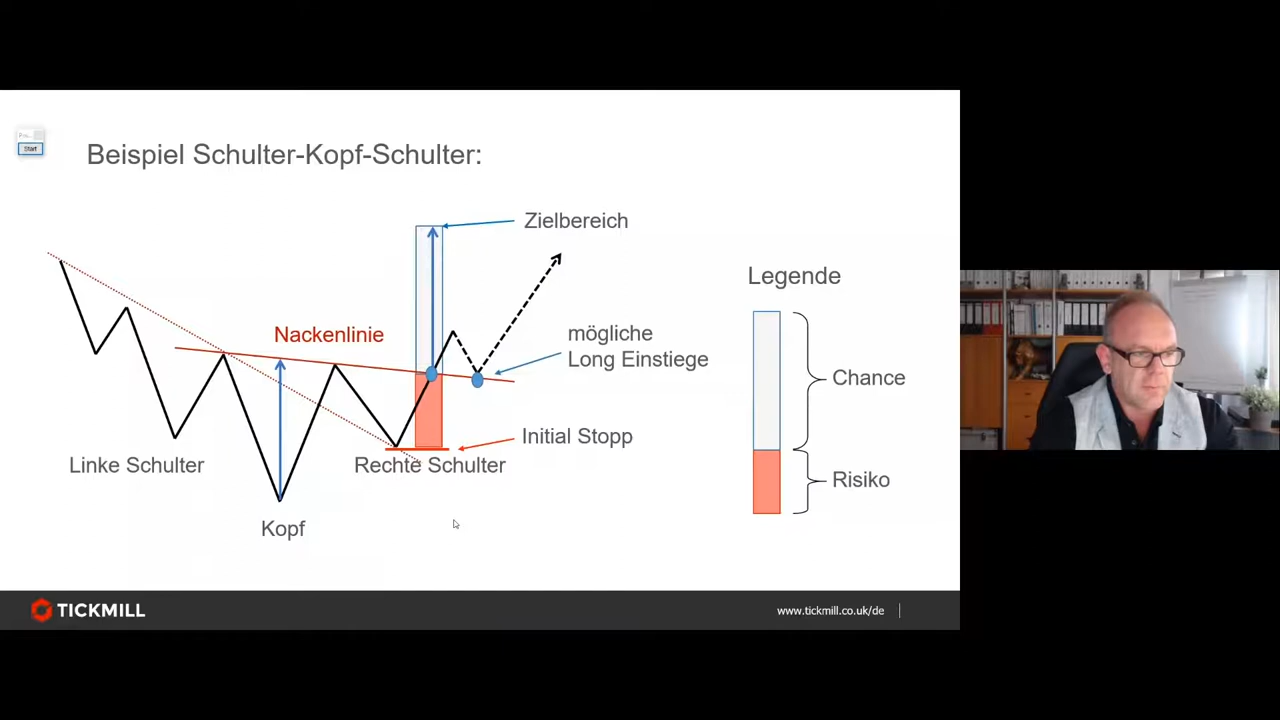 Start
Beispiel Schulter-Kopf-Schulter:
Zielbereich
Legende
Nackenlinie
mögliche
Long Einstiege
Chance
Initial Stopp
Linke Schulter
Rechte Schulter
Risiko
Kopf
TICKMILL
www.tickmill.co.uk/de